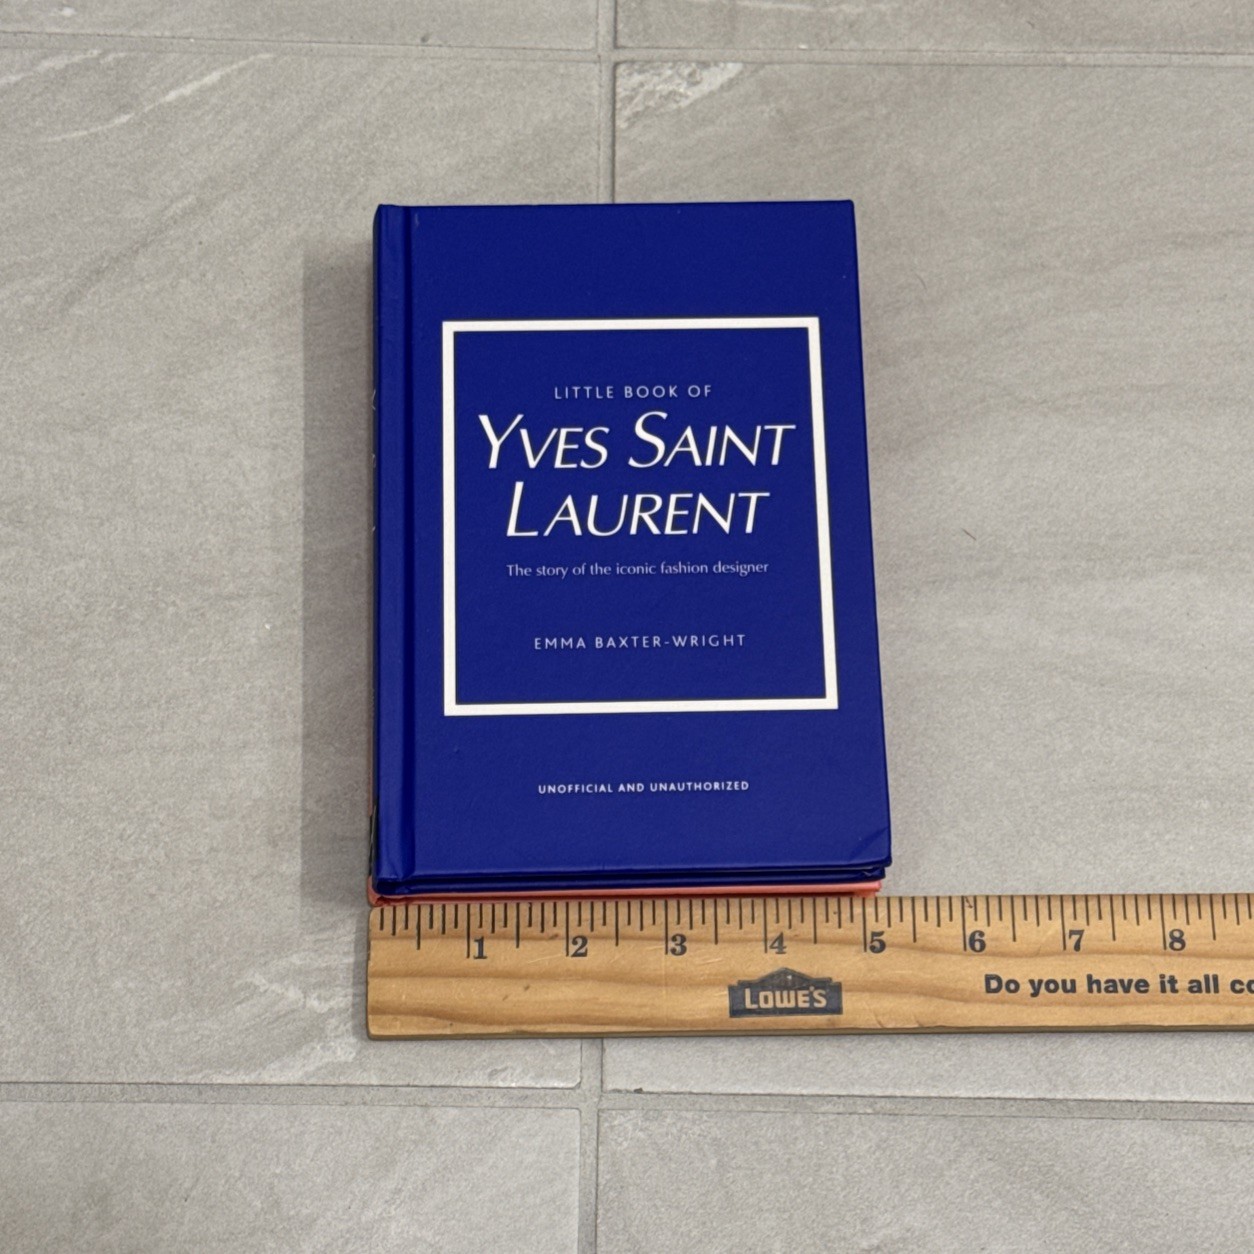 LITTLE BOOK OF
YVES SAINT
LAURENT
The story of the iconic fashion designer
EMMA BAXTER-WRIGHT
UNOFFICIAL AND UNAUTHORIZED
1 2 3 4 5 6 7 8
LOWE'S
Do you have it all co